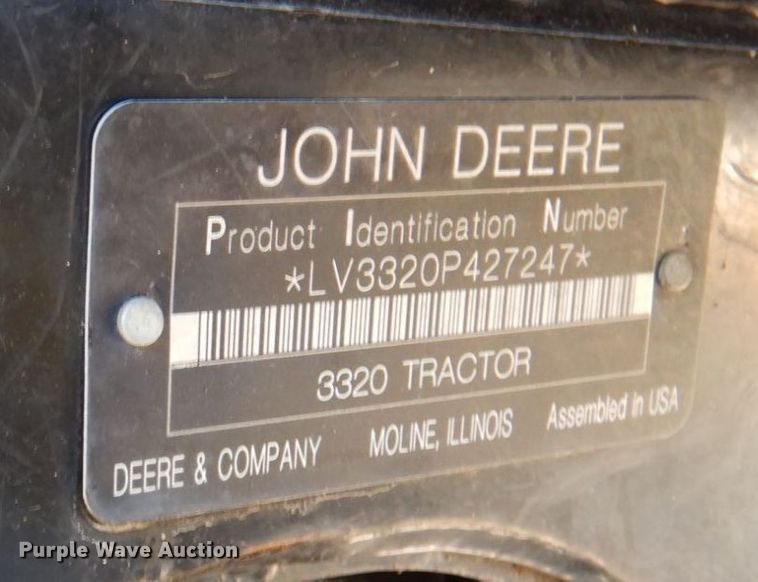 JOHN DEERE
Product Identification Number
*LV3320P427247*
3320 TRACTOR
DEERE & COMPANY MOLINE, ILLINOIS Assembled in USA
Purple Wave Auction